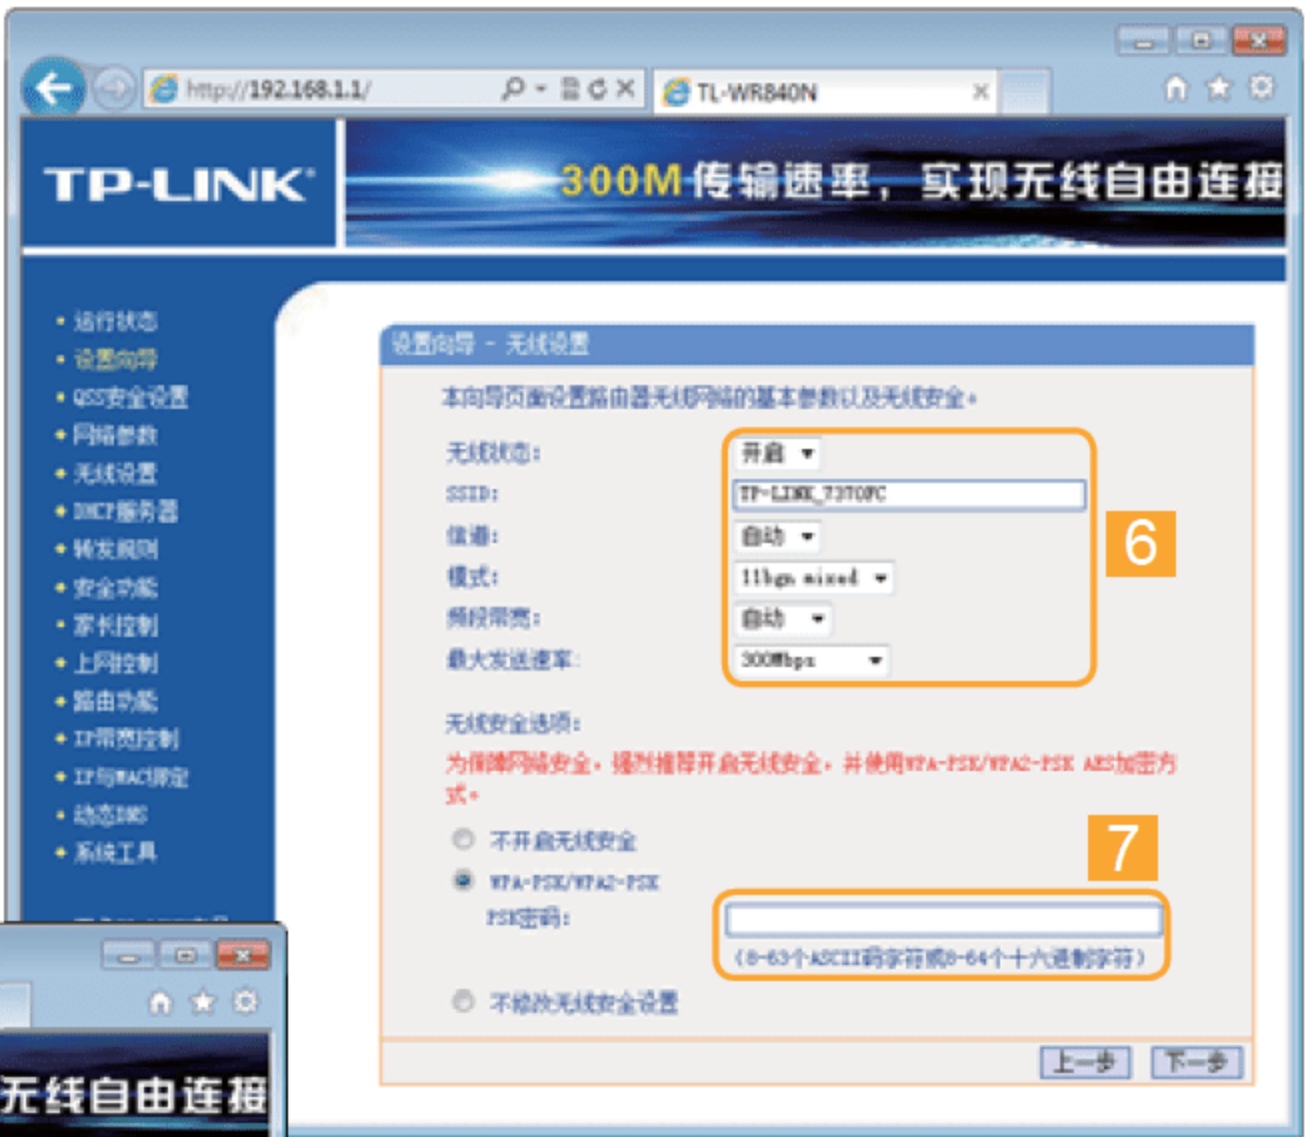 http://192.168.1.1/
TL-WR840N
TP-LINK
300M 传输速率，实现无线自由连接
• 运行状态
• 设置向导
• QSS安全设置
+ 网络参数
+ 无线设置
+ DHCP服务器
+ 转发规则
+ 安全功能
• 家长控制
+ 上网控制
+ 路由功能
+ IP带宽控制
+ IP与MAC绑定
• 动态DNS
+ 系统工具
设置向导 - 无线设置
本向导页面设置路由器无线网络的基本参数以及无线安全。
无线状态： 开启
SSID： TP-LINK_7370FC
信道： 自动
模式： 11bgn mixed
频段带宽： 自动
最大发送速率： 300Mbps
6
无线安全选项：
为保障网络安全，强烈推荐开启无线安全，并使用WPA-PSK/WPA2-PSK AES加密方
式。
不开启无线安全
WPA-PSK/WPA2-PSK
7
PSK密码：
（8-63个ASCII码字符或8-64个十六进制字符）
不修改无线安全设置
上一步 下一步
无线自由连接